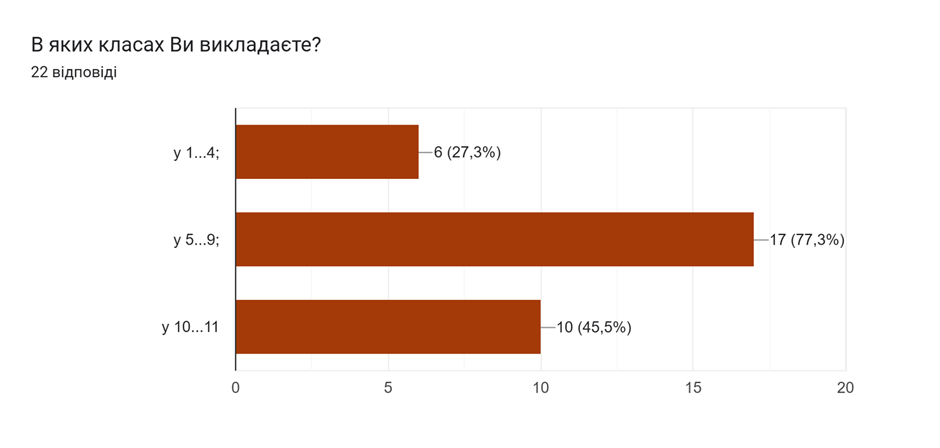 В яких класах Ви викладаєте?
22 відповіді
у 1...4;
6 (27,3%)
у 5...9;
17 (77,3%)
у 10...11
10 (45,5%)
0 5 10 15 20